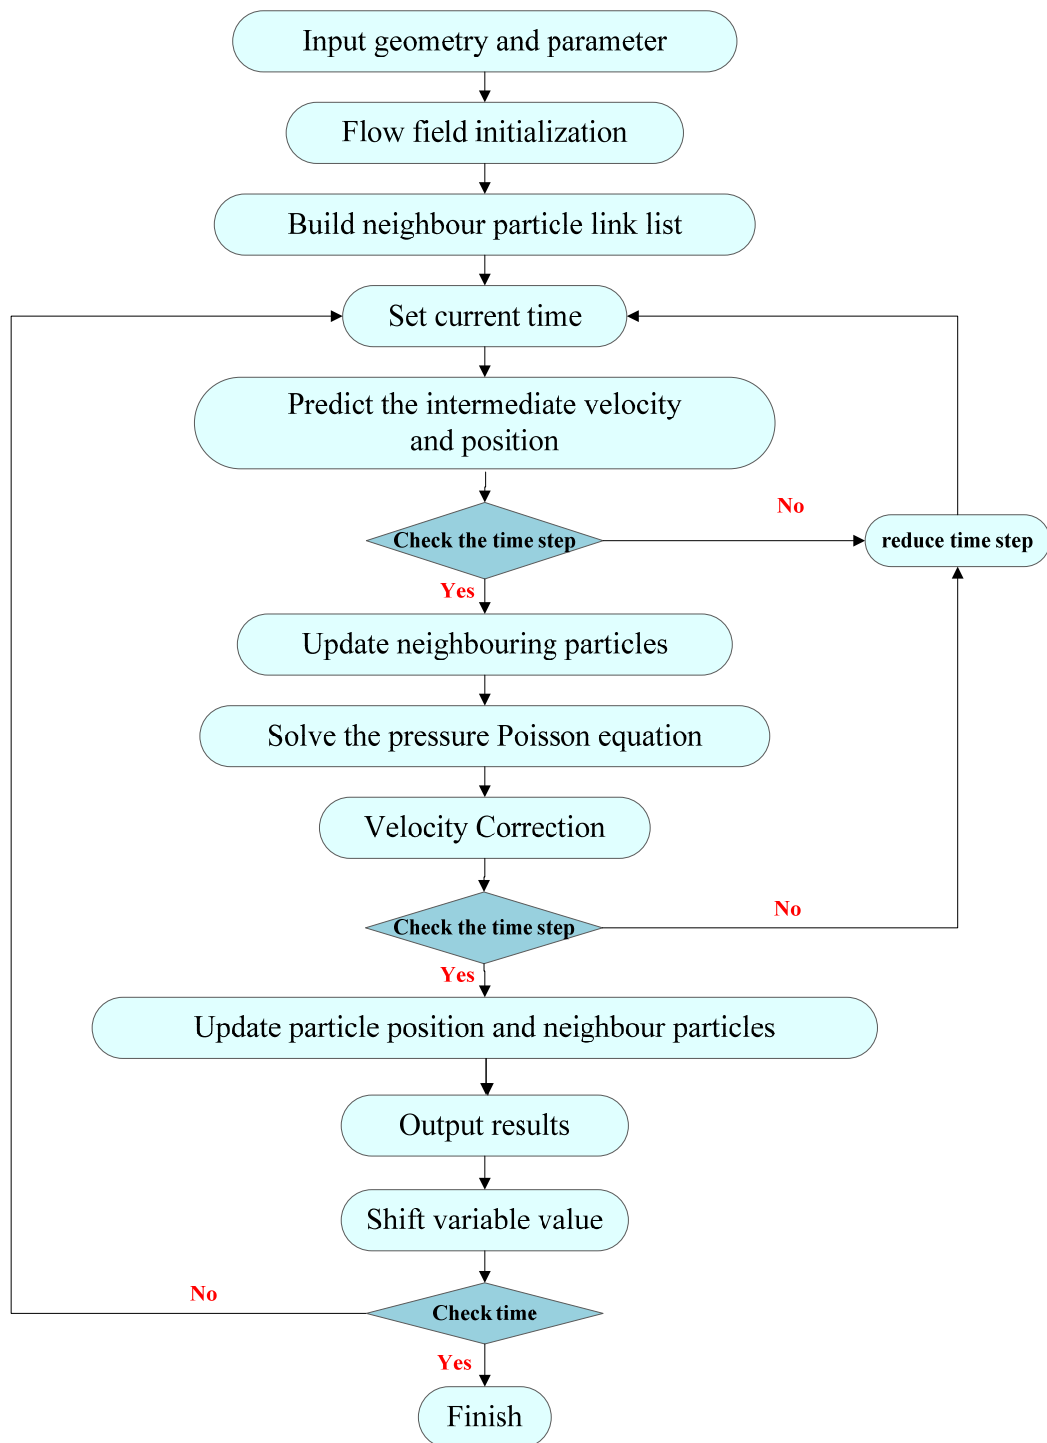 Input geometry and parameter
Flow field initialization
Build neighbour particle link list
Set current time
Predict the intermediate velocity
and position
No
Check the time step
reduce time step
Yes
Update neighbouring particles
Solve the pressure Poisson equation
Velocity Correction
No
Check the time step
Yes
Update particle position and neighbour particles
Output results
Shift variable value
No
Check time
Yes
Finish